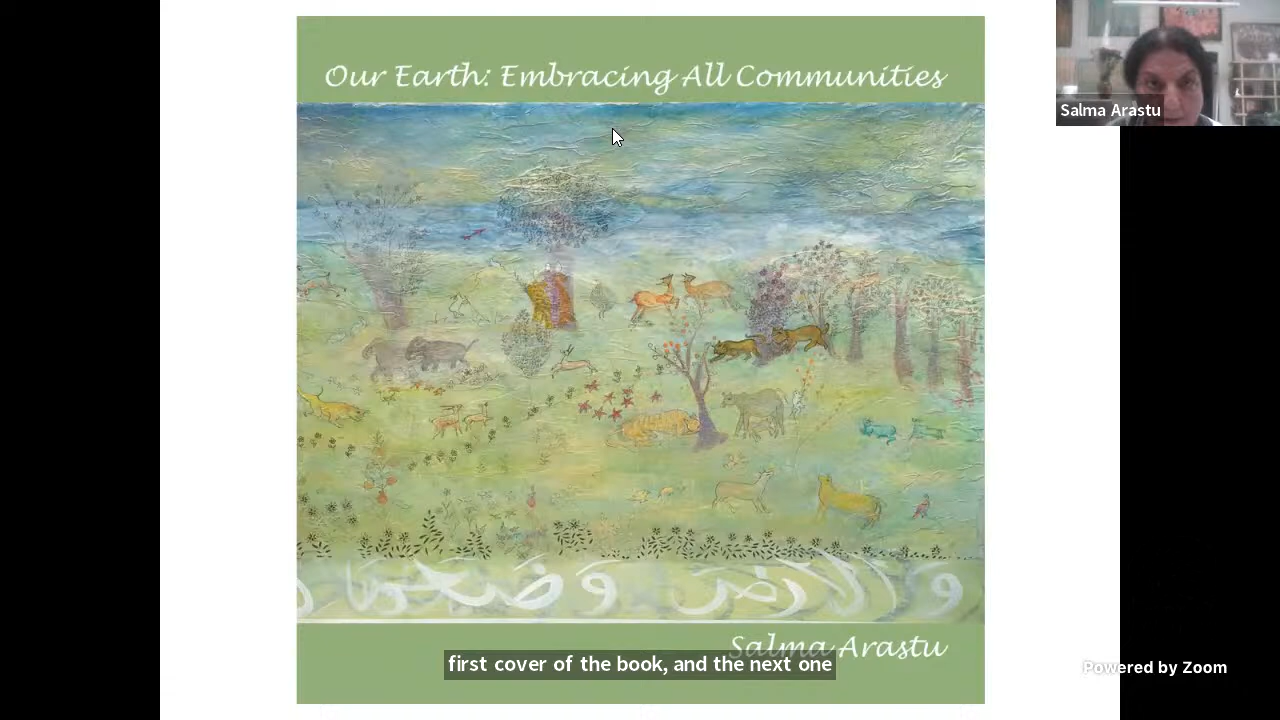 Our Earth: Embracing All Communities
Salma Arastu
والأرض وضعها
Salma Arastu
first cover of the book, and the next one
Powered by Zoom